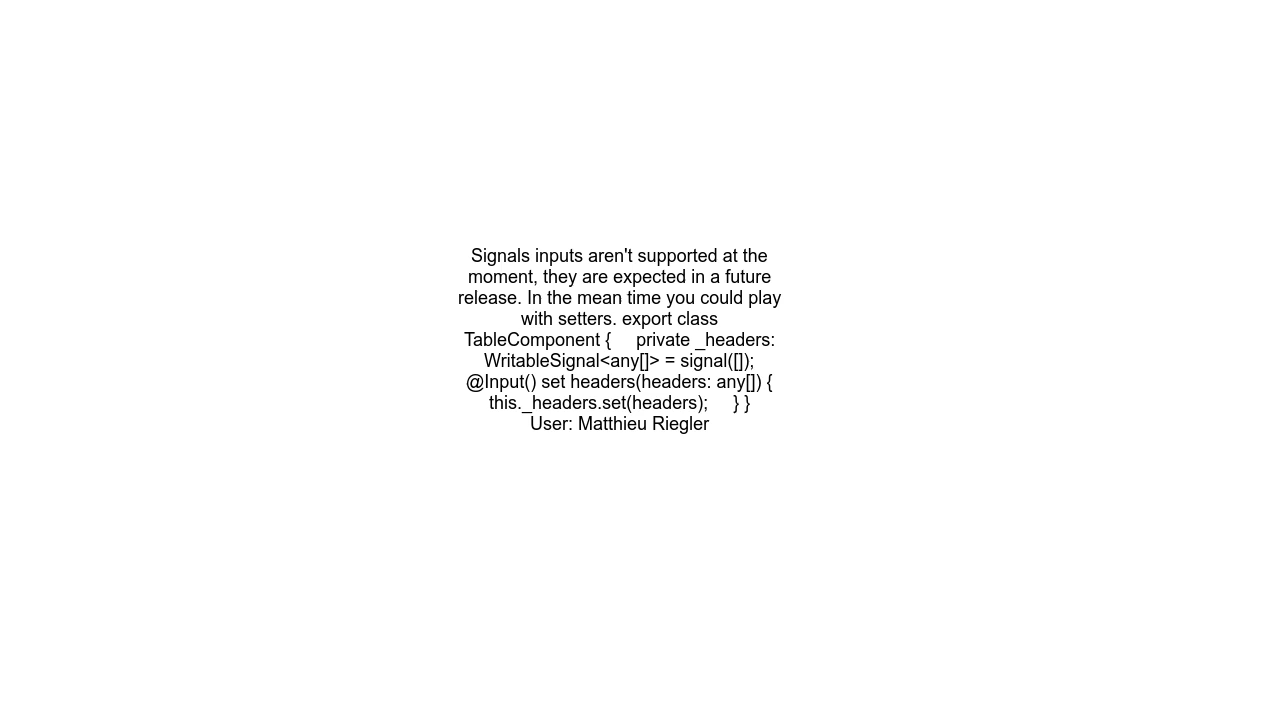 Signals inputs aren't supported at the
moment, they are expected in a future
release. In the mean time you could play
with setters. export class
TableComponent {     private _headers:
WritableSignal<any[]> = signal([]);
@Input() set headers(headers: any[]) {
this._headers.set(headers);     } }
User: Matthieu Riegler